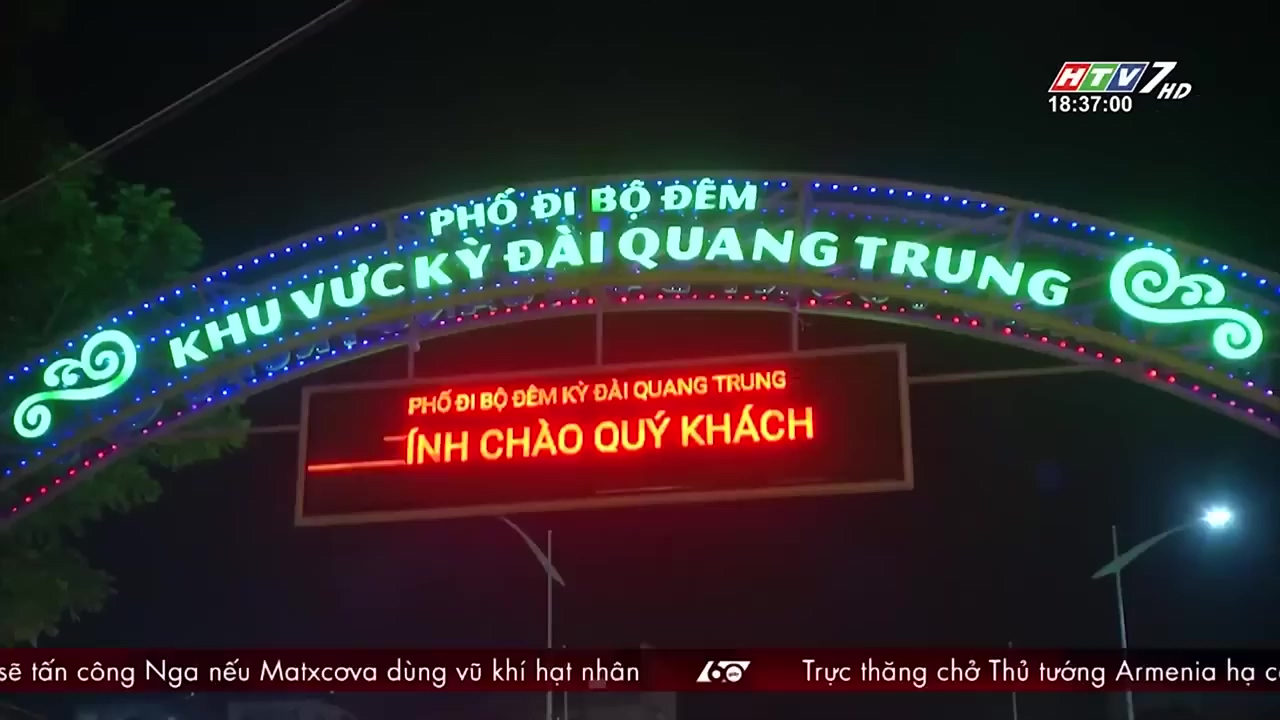 HTV7 HD
18:37:00
PHỐ ĐI BỘ ĐÊM
KHU VỰC KỲ ĐÀI QUANG TRUNG
PHỐ ĐI BỘ ĐÊM KỲ ĐÀI QUANG TRUNG
ÍNH CHÀO QUÝ KHÁCH
sẽ tấn công Nga nếu Matxcova dùng vũ khí hạt nhân 60 Trực thăng chở Thủ tướng Armenia hạ c